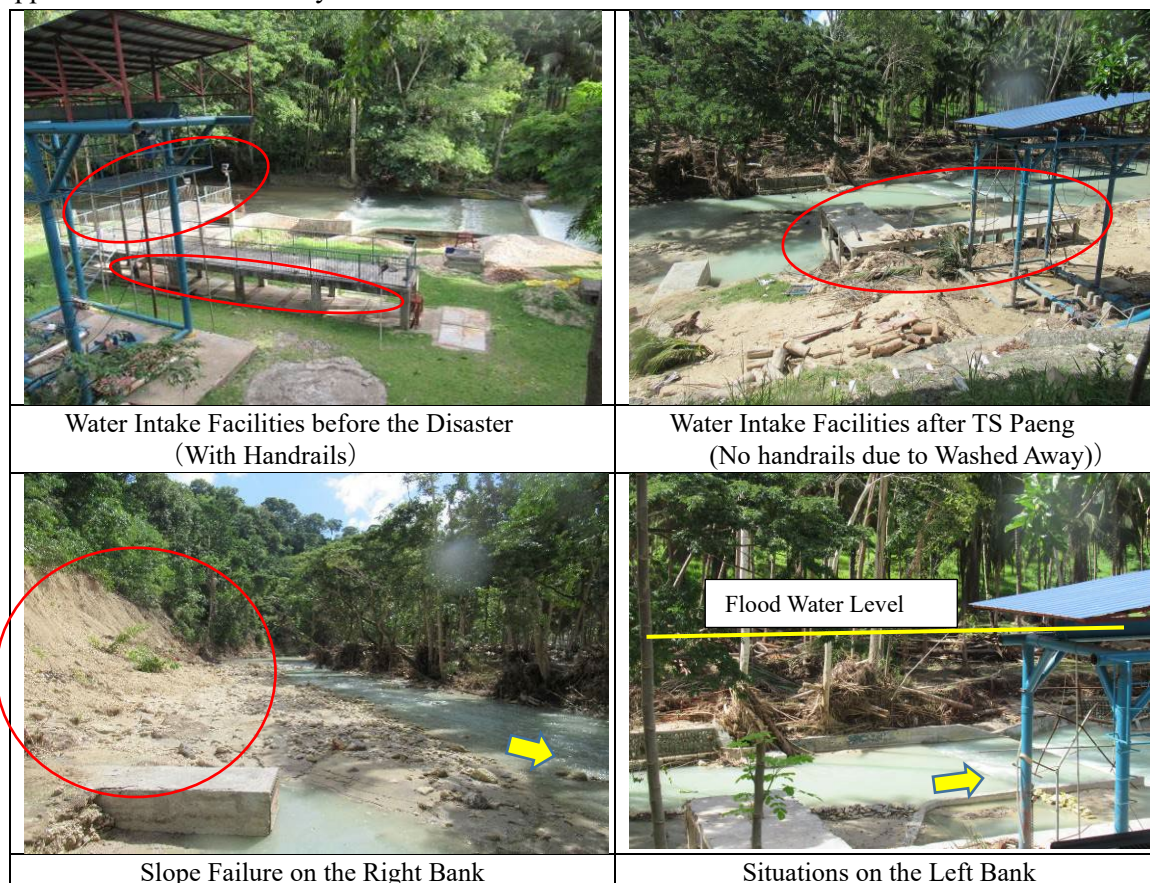 Water Intake Facilities before the Disaster
（With Handrails）
Water Intake Facilities after TS Paeng
(No handrails due to Washed Away)）
Flood Water Level
Slope Failure on the Right Bank
Situations on the Left Bank